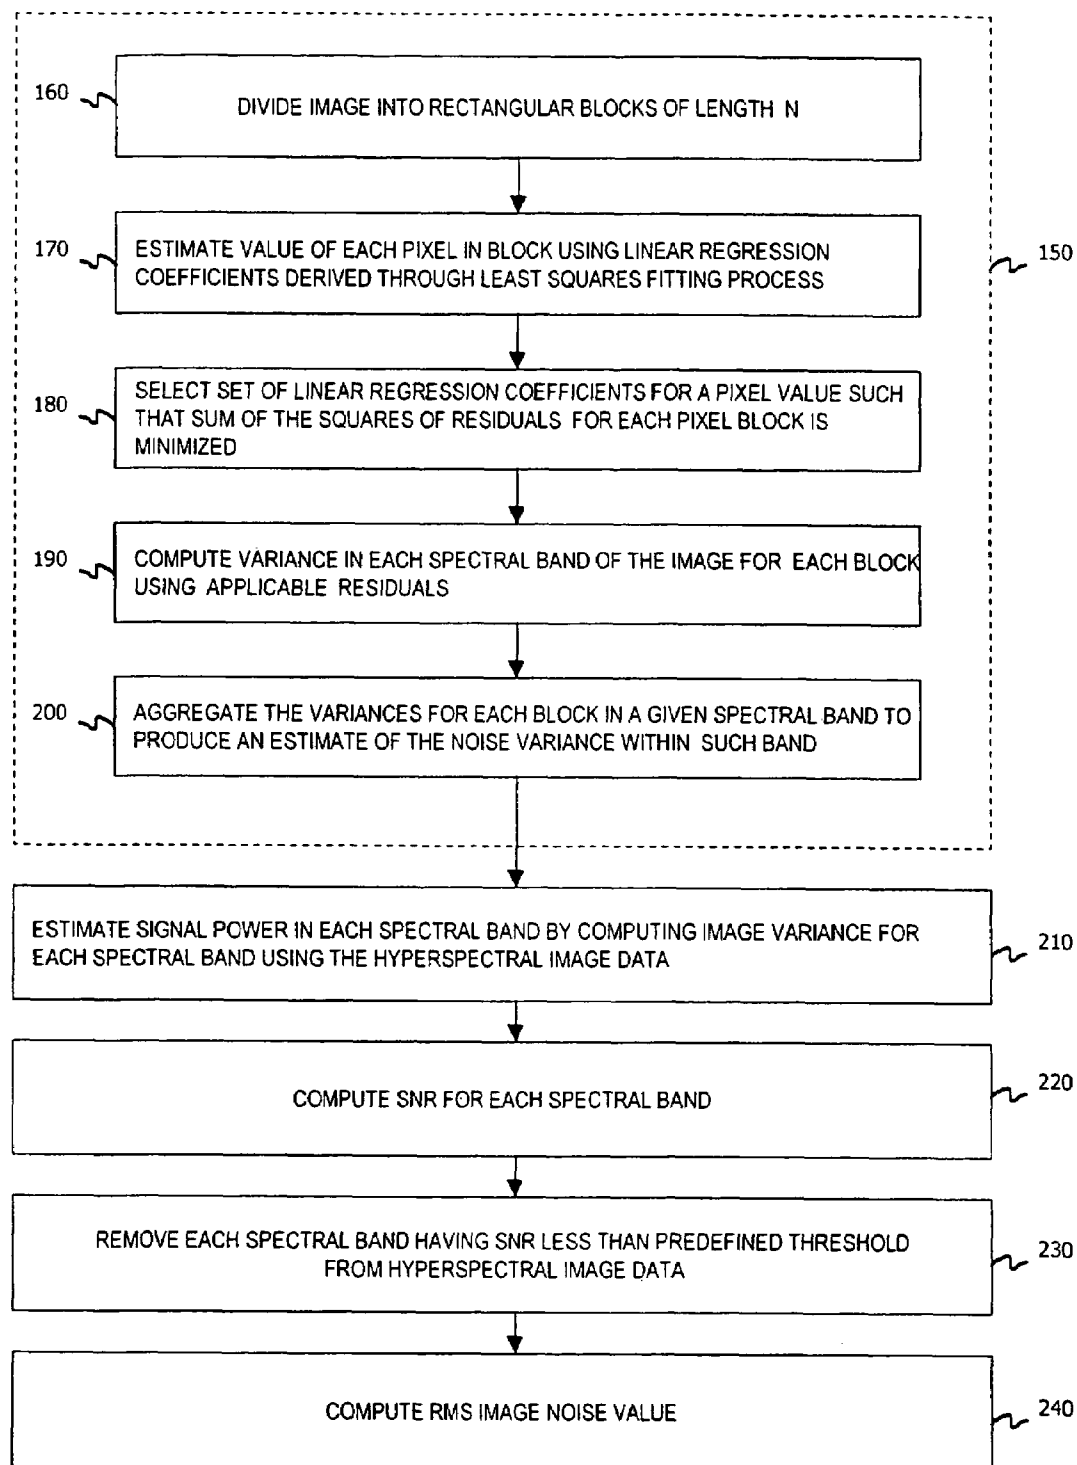 160
DIVIDE IMAGE INTO RECTANGULAR BLOCKS OF LENGTH N
170
ESTIMATE VALUE OF EACH PIXEL IN BLOCK USING LINEAR REGRESSION
COEFFICIENTS DERIVED THROUGH LEAST SQUARES FITTING PROCESS
150
180
SELECT SET OF LINEAR REGRESSION COEFFICIENTS FOR A PIXEL VALUE SUCH
THAT SUM OF THE SQUARES OF RESIDUALS FOR EACH PIXEL BLOCK IS
MINIMIZED
190
COMPUTE VARIANCE IN EACH SPECTRAL BAND OF THE IMAGE FOR EACH BLOCK
USING APPLICABLE RESIDUALS
200
AGGREGATE THE VARIANCES FOR EACH BLOCK IN A GIVEN SPECTRAL BAND TO
PRODUCE AN ESTIMATE OF THE NOISE VARIANCE WITHIN SUCH BAND
ESTIMATE SIGNAL POWER IN EACH SPECTRAL BAND BY COMPUTING IMAGE VARIANCE FOR
EACH SPECTRAL BAND USING THE HYPERSPECTRAL IMAGE DATA
210
COMPUTE SNR FOR EACH SPECTRAL BAND
220
REMOVE EACH SPECTRAL BAND HAVING SNR LESS THAN PREDEFINED THRESHOLD
FROM HYPERSPECTRAL IMAGE DATA
230
COMPUTE RMS IMAGE NOISE VALUE
240